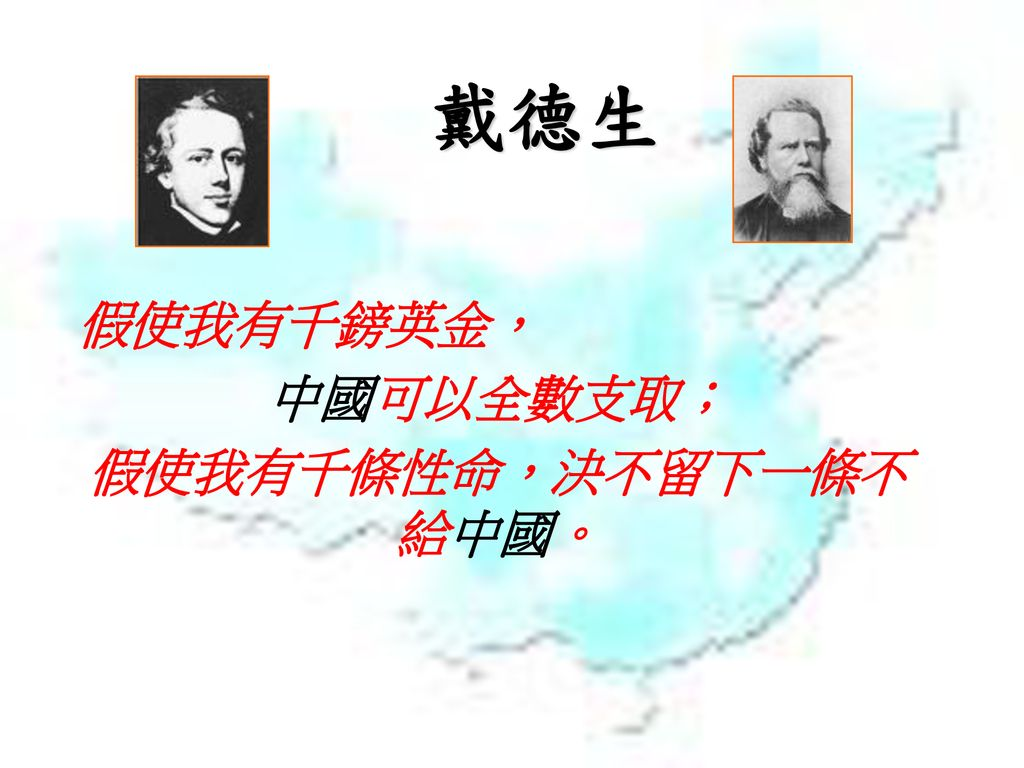 戴德生
假使我有千鎊英金，
中國可以全數支取；
假使我有千條性命，決不留下一條不
給中國。